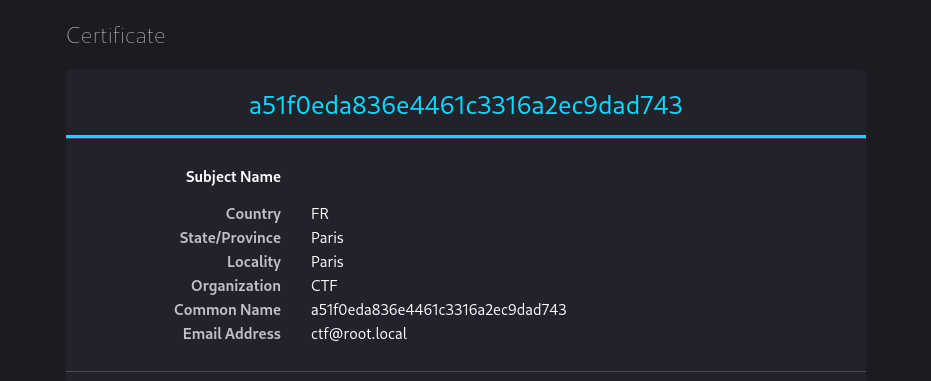 Certificate
a51f0eda836e4461c3316a2ec9dad743
Subject Name
Country FR
State/Province Paris
Locality Paris
Organization CTF
Common Name a51f0eda836e4461c3316a2ec9dad743
Email Address ctf@root.local